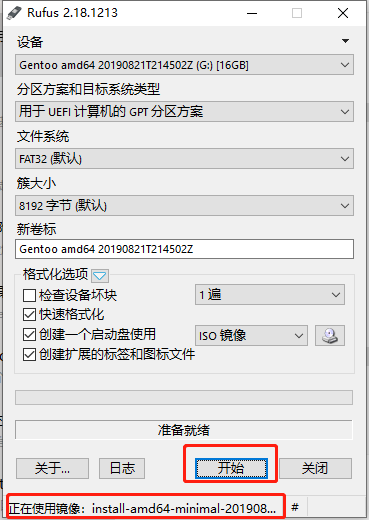 Rufus 2.18.1213
设备
Gentoo amd64 20190821T214502Z (G:) [16GB]
分区方案和目标系统类型
用于 UEFI 计算机的 GPT 分区方案
文件系统
FAT32 (默认)
簇大小
8192 字节 (默认)
新卷标
Gentoo amd64 20190821T214502Z
格式化选项
检查设备坏块 1 遍
快速格式化
创建一个启动盘使用 ISO 镜像
创建扩展的标签和图标文件
准备就绪
关于... 日志 开始 关闭
正在使用镜像: install-amd64-minimal-201908... #